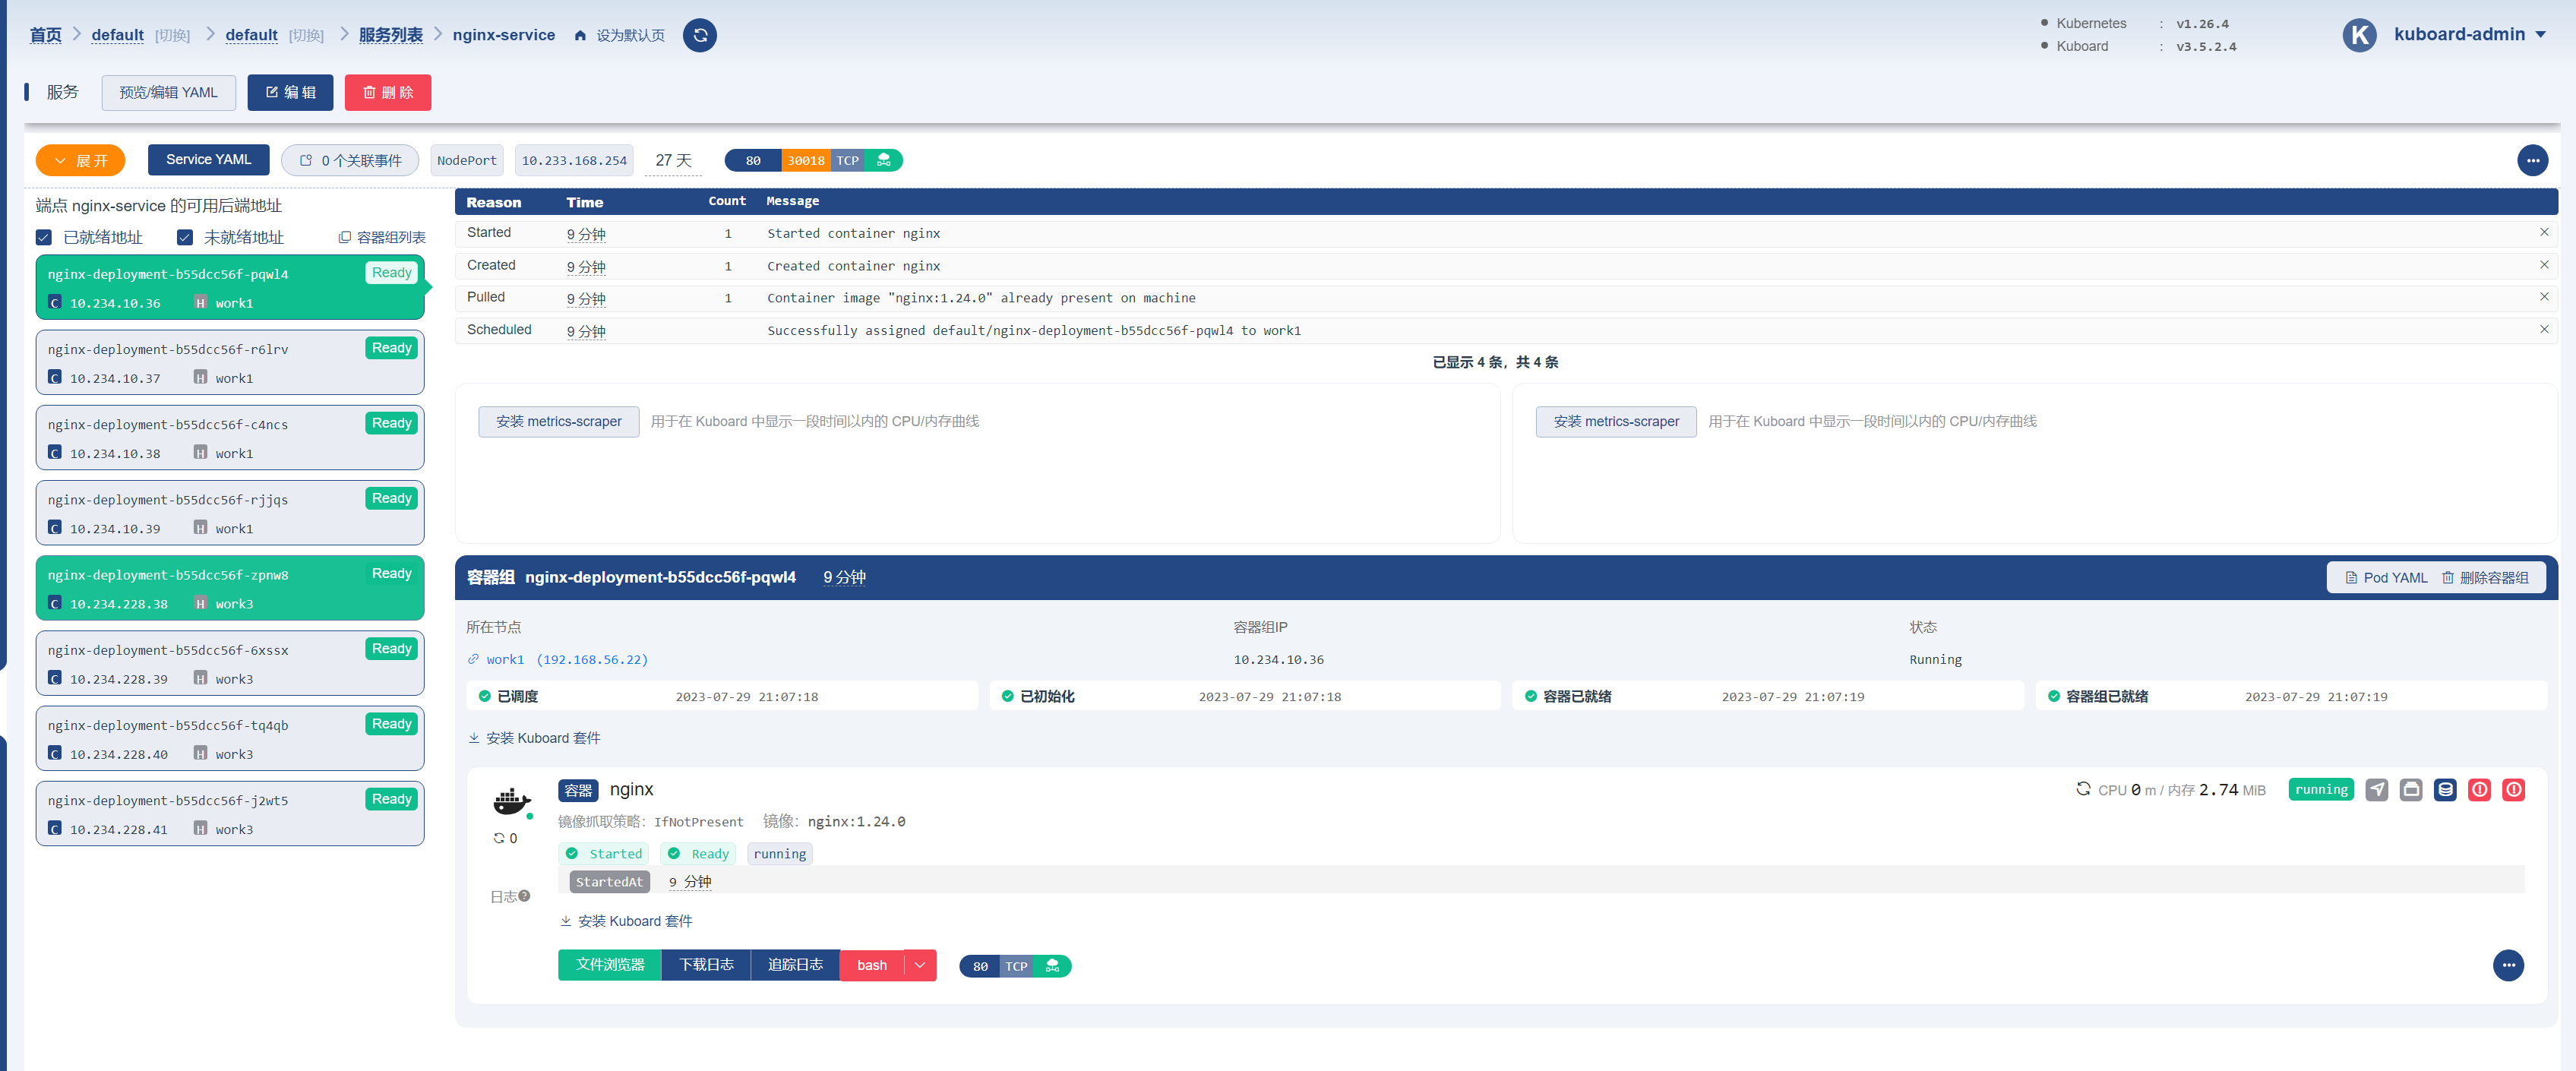 首页 default [切换] default [切换] 服务列表 nginx-service 设为默认页
Kubernetes : v1.26.4
Kuboard : v3.5.2.4
K kuboard-admin
服务 预览/编辑 YAML 编 辑 删 除
展 开 Service YAML 0 个关联事件 NodePort 10.233.168.254 27 天 80 30018 TCP
端点 nginx-service 的可用后端地址
已就绪地址 未就绪地址 容器组列表
nginx-deployment-b55dcc56f-pqwl4 Ready
C 10.234.10.36 H work1
nginx-deployment-b55dcc56f-r6lrv Ready
C 10.234.10.37 H work1
nginx-deployment-b55dcc56f-c4ncs Ready
C 10.234.10.38 H work1
nginx-deployment-b55dcc56f-rjjqs Ready
C 10.234.10.39 H work1
nginx-deployment-b55dcc56f-zpnw8 Ready
C 10.234.228.38 H work3
nginx-deployment-b55dcc56f-6xssx Ready
C 10.234.228.39 H work3
nginx-deployment-b55dcc56f-tq4qb Ready
C 10.234.228.40 H work3
nginx-deployment-b55dcc56f-j2wt5 Ready
C 10.234.228.41 H work3
Reason Time Count Message
Started 9 分钟 1 Started container nginx
Created 9 分钟 1 Created container nginx
Pulled 9 分钟 1 Container image "nginx:1.24.0" already present on machine
Scheduled 9 分钟 Successfully assigned default/nginx-deployment-b55dcc56f-pqwl4 to work1
已显示 4 条，共 4 条
安装 metrics-scraper 用于在 Kuboard 中显示一段时间以内的 CPU/内存曲线
安装 metrics-scraper 用于在 Kuboard 中显示一段时间以内的 CPU/内存曲线
容器组 nginx-deployment-b55dcc56f-pqwl4 9 分钟 Pod YAML 删除容器组
所在节点 容器组IP 状态
work1 (192.168.56.22) 10.234.10.36 Running
已调度 2023-07-29 21:07:18 已初始化 2023-07-29 21:07:18 容器已就绪 2023-07-29 21:07:19 容器组已就绪 2023-07-29 21:07:19
安装 Kuboard 套件
容器 nginx CPU 0 m / 内存 2.74 MiB running
镜像抓取策略: IfNotPresent 镜像: nginx:1.24.0
0
Started Ready running
StartedAt 9 分钟
日志
安装 Kuboard 套件
文件浏览器 下载日志 追踪日志 bash 80 TCP